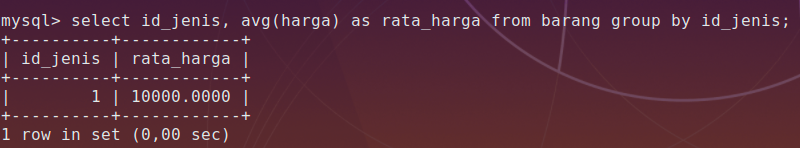 mysql> select id_jenis, avg(harga) as rata_harga from barang group by id_jenis;
+----------+------------+
| id_jenis | rata_harga |
+----------+------------+
|        1 | 10000.0000 |
+----------+------------+
1 row in set (0,00 sec)